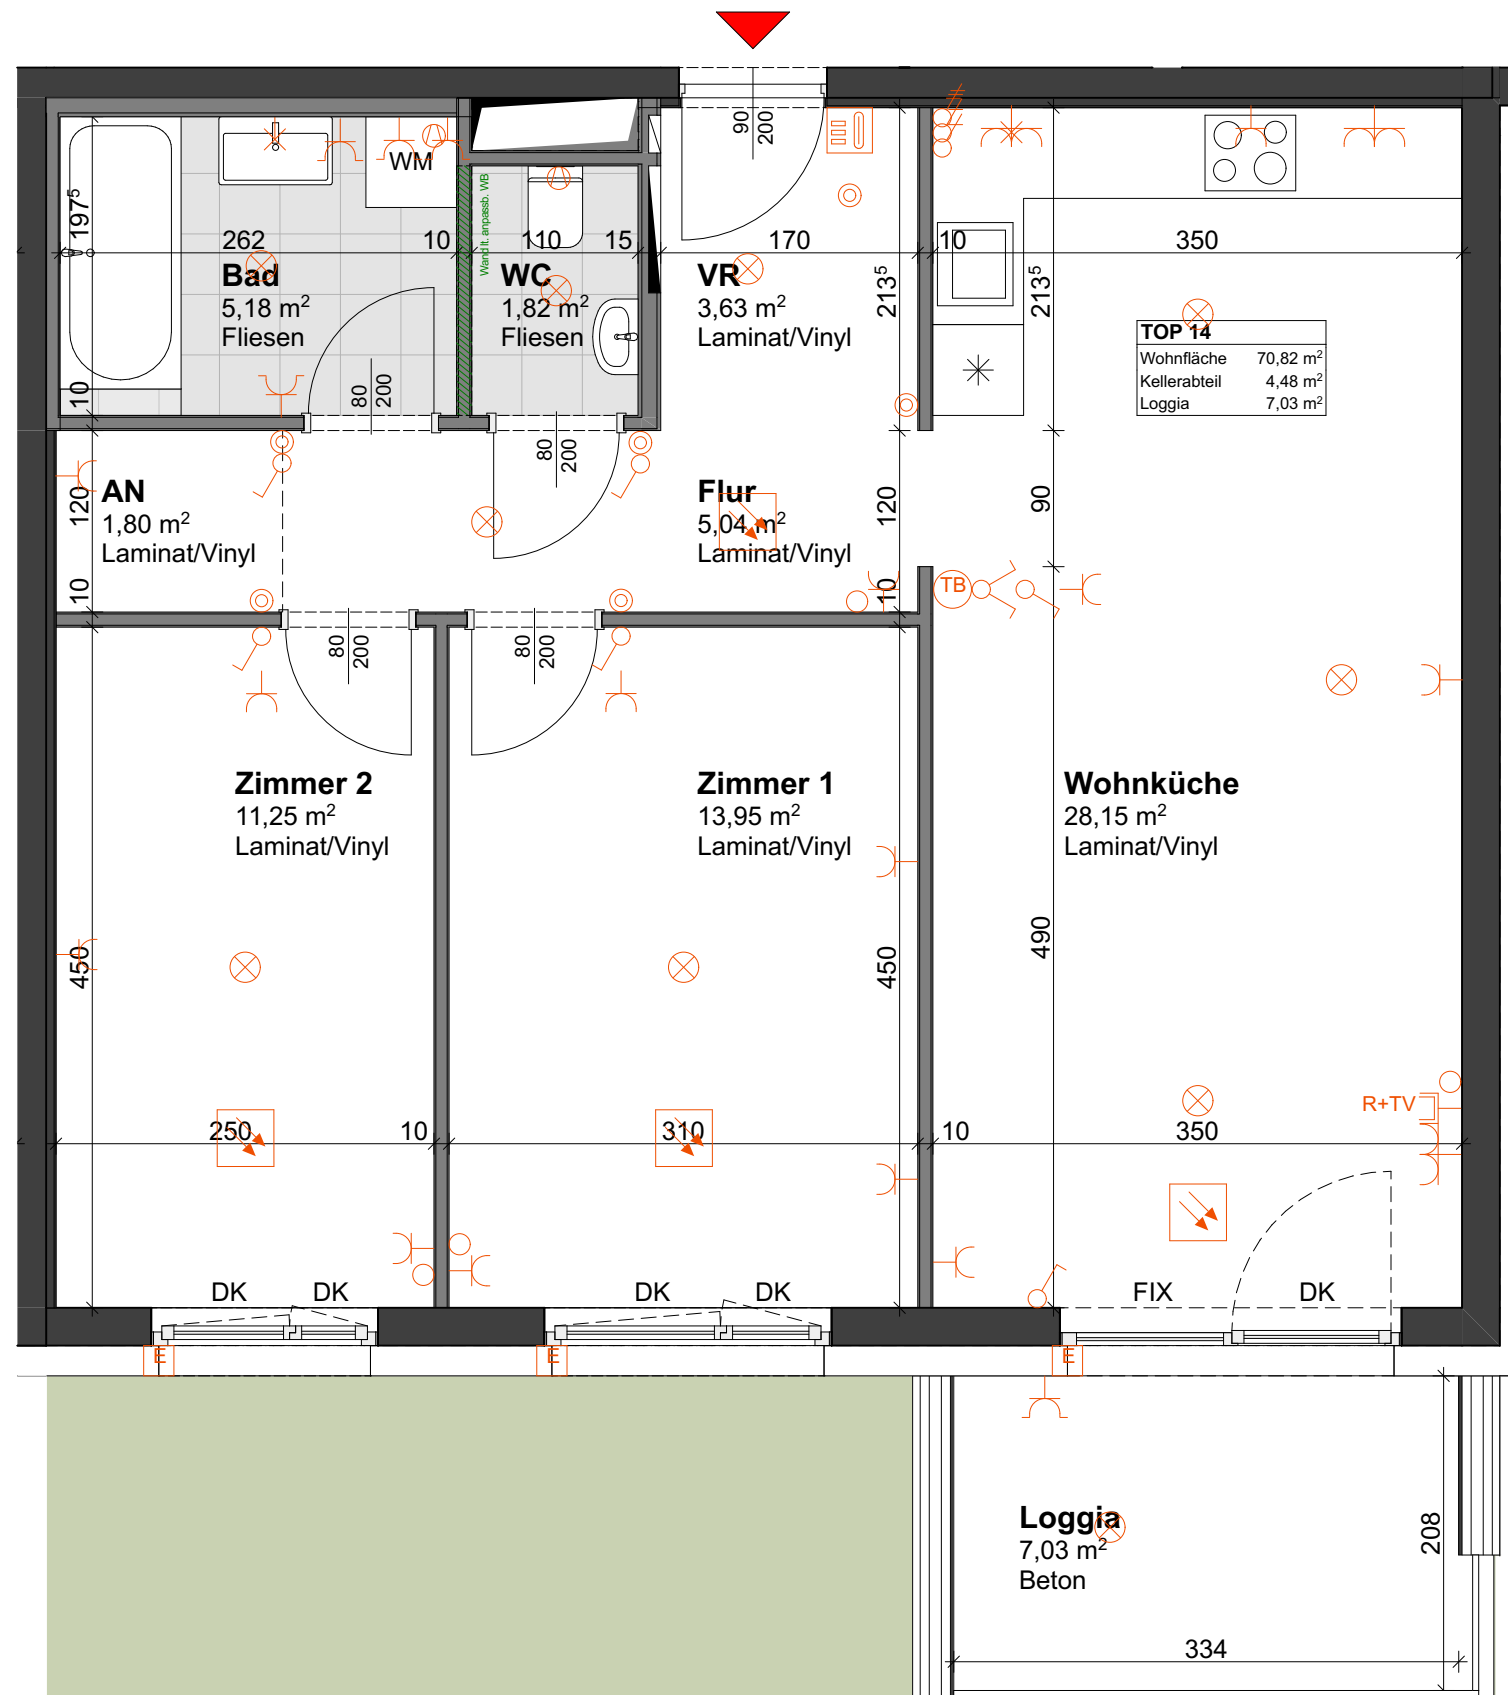 90
200
WM
197⁵
Wand lt. anpassb. WB
262
10
110
15
170
10
350
Bad
5,18 m²
Fliesen
WC
1,82 m²
Fliesen
VR
3,63 m²
Laminat/Vinyl
213⁵
213⁵
TOP 14
Wohnfläche 70,82 m²
Kellerabteil 4,48 m²
Loggia 7,03 m²
10
80
200
80
200
AN
1,80 m²
Laminat/Vinyl
120
Flur
5,04 m²
Laminat/Vinyl
120
90
10
10
TB
80
200
80
200
Zimmer 2
11,25 m²
Laminat/Vinyl
Zimmer 1
13,95 m²
Laminat/Vinyl
Wohnküche
28,15 m²
Laminat/Vinyl
450
450
490
R+TV
250
10
310
10
350
DK
DK
DK
DK
FIX
DK
E
E
E
Loggia
7,03 m²
Beton
208
334